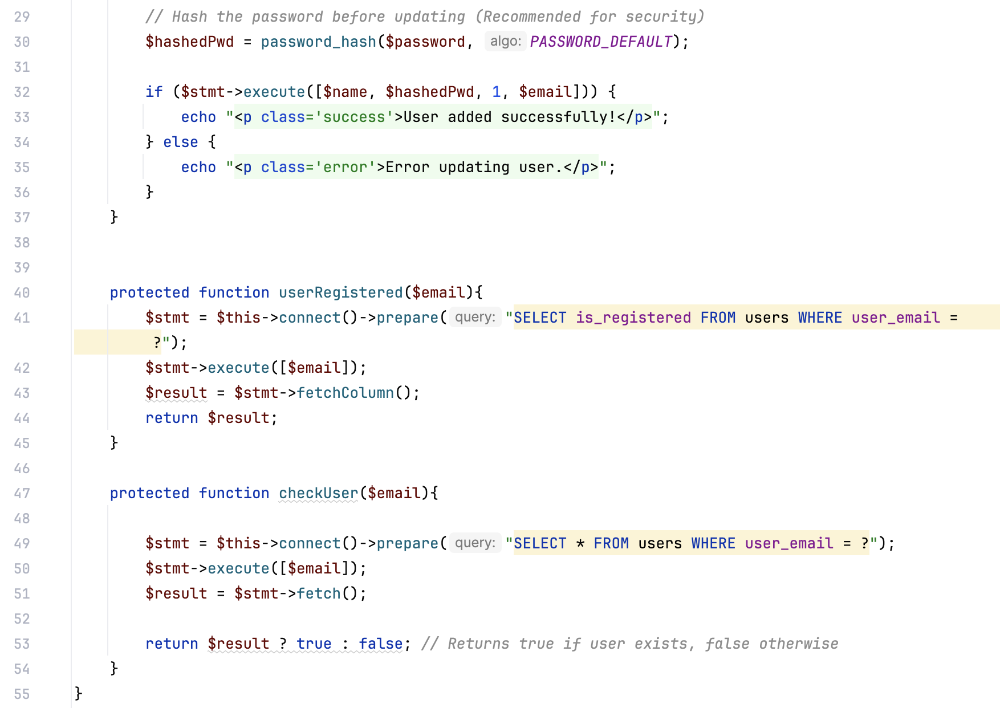 29 // Hash the password before updating (Recommended for security)
30 $hashedPwd = password_hash($password, algo: PASSWORD_DEFAULT);
31
32 if ($stmt->execute([$name, $hashedPwd, 1, $email])) {
33 echo "<p class='success'>User added successfully!</p>";
34 } else {
35 echo "<p class='error'>Error updating user.</p>";
36 }
37 }
38
39
40 protected function userRegistered($email){
41 $stmt = $this->connect()->prepare( query: "SELECT is_registered FROM users WHERE user_email =
?");
42 $stmt->execute([$email]);
43 $result = $stmt->fetchColumn();
44 return $result;
45 }
46
47 protected function checkUser($email){
48
49 $stmt = $this->connect()->prepare( query: "SELECT * FROM users WHERE user_email = ?");
50 $stmt->execute([$email]);
51 $result = $stmt->fetch();
52
53 return $result ? true : false; // Returns true if user exists, false otherwise
54 }
55 }